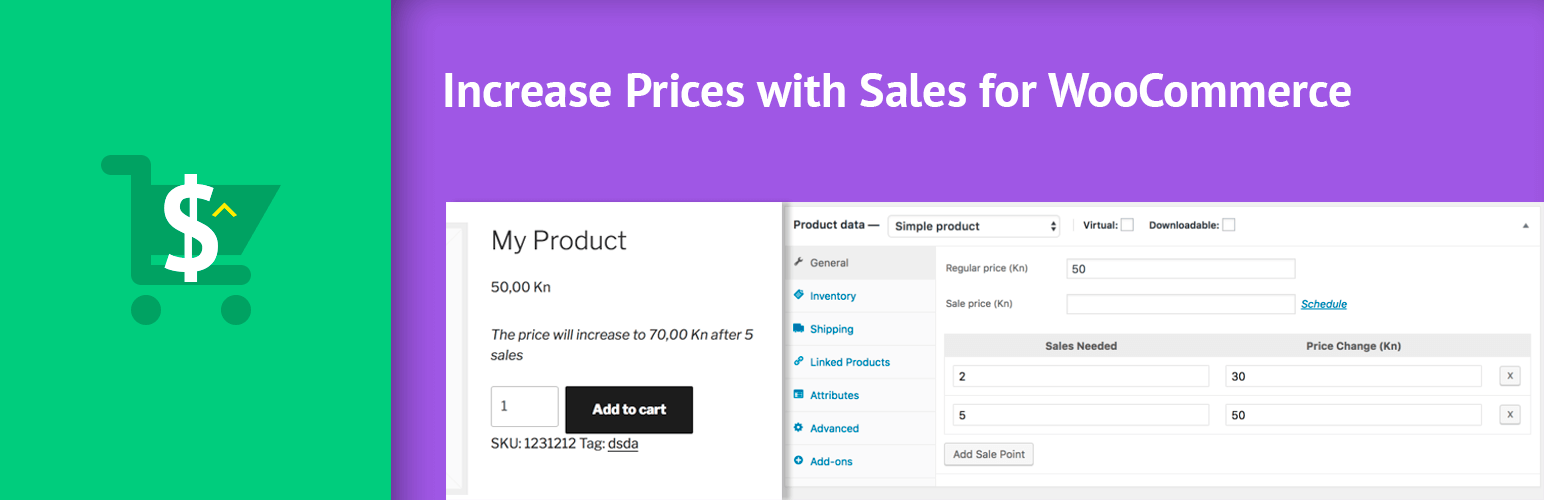 Increase Prices with Sales for WooCommerce
$
My Product
50,00 Kn
The price will increase to 70,00 Kn after 5
sales
1
Add to cart
SKU: 1231212 Tag: dsda
Product data — Simple product Virtual: Downloadable:
General
Inventory
Shipping
Linked Products
Attributes
Advanced
Add-ons
Regular price (Kn) 50
Sale price (Kn) Schedule
Sales Needed Price Change (Kn)
2 30 X
5 50 X
Add Sale Point